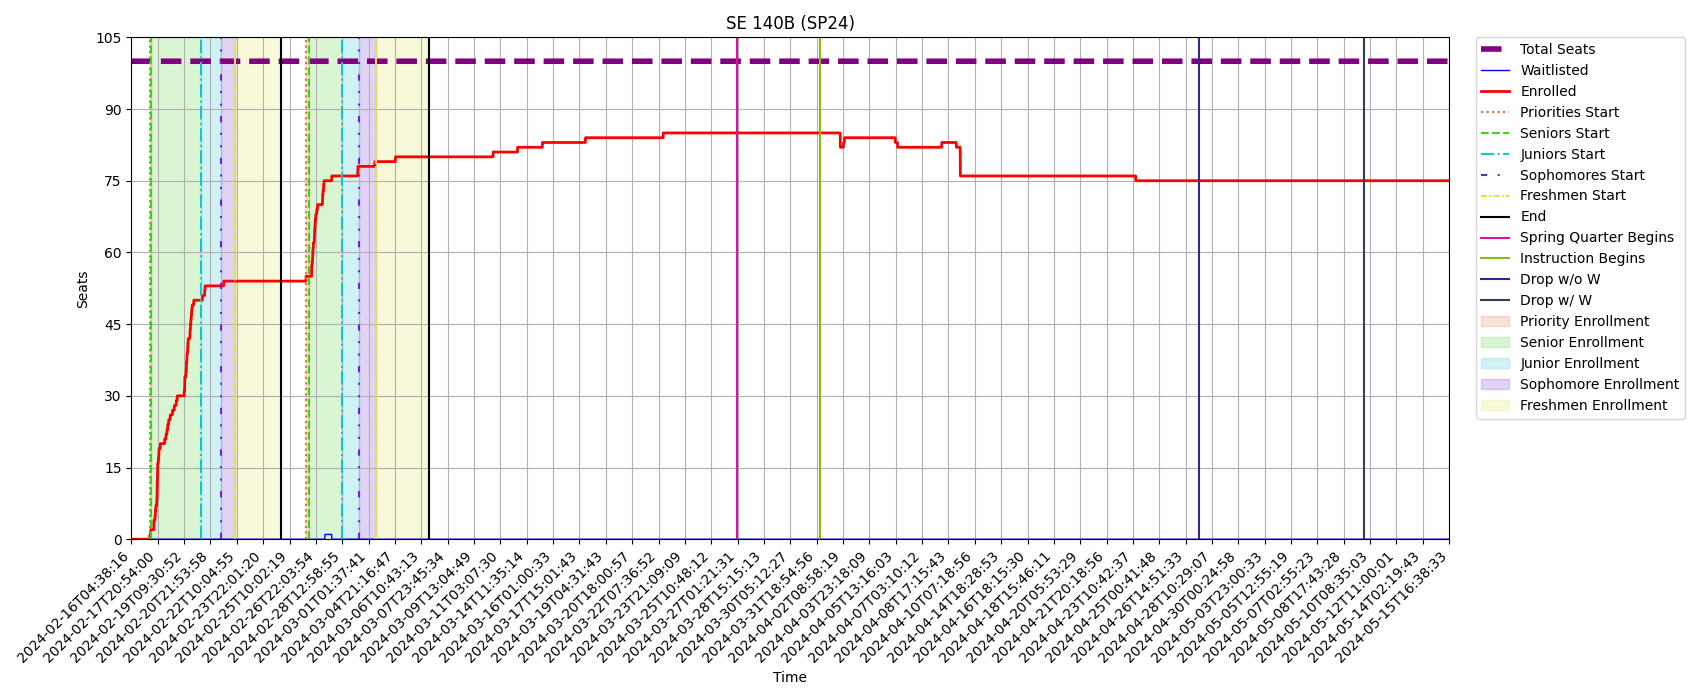 SE 140B (SP24)
105
90
75
60
45
30
15
0
Seats
2024-02-16T04:38:16
2024-02-17T20:54:00
2024-02-19T09:30:52
2024-02-20T21:53:58
2024-02-22T10:04:55
2024-02-23T22:01:20
2024-02-25T10:02:19
2024-02-26T22:03:54
2024-02-28T12:58:55
2024-03-01T01:37:41
2024-03-04T21:16:47
2024-03-06T10:43:13
2024-03-07T23:45:34
2024-03-09T13:04:49
2024-03-11T03:07:30
2024-03-14T11:35:14
2024-03-16T01:00:33
2024-03-17T15:01:43
2024-03-19T04:31:43
2024-03-20T18:00:57
2024-03-22T07:36:52
2024-03-23T21:09:09
2024-03-25T10:48:12
2024-03-27T01:21:31
2024-03-28T15:15:13
2024-03-30T05:12:27
2024-03-31T18:54:56
2024-04-02T08:58:19
2024-04-03T23:18:09
2024-04-05T13:16:03
2024-04-07T03:10:12
2024-04-08T17:15:43
2024-04-10T07:18:56
2024-04-14T18:28:53
2024-04-16T18:15:30
2024-04-18T15:46:11
2024-04-20T05:53:29
2024-04-21T20:18:56
2024-04-23T10:42:37
2024-04-25T00:41:48
2024-04-26T14:51:33
2024-04-28T10:29:07
2024-04-30T00:24:58
2024-05-03T23:00:33
2024-05-05T12:55:19
2024-05-07T02:55:23
2024-05-08T17:43:28
2024-05-10T08:35:03
2024-05-12T11:00:01
2024-05-14T02:19:43
2024-05-15T16:38:33
Time
Total Seats
Waitlisted
Enrolled
Priorities Start
Seniors Start
Juniors Start
Sophomores Start
Freshmen Start
End
Spring Quarter Begins
Instruction Begins
Drop w/o W
Drop w/ W
Priority Enrollment
Senior Enrollment
Junior Enrollment
Sophomore Enrollment
Freshmen Enrollment